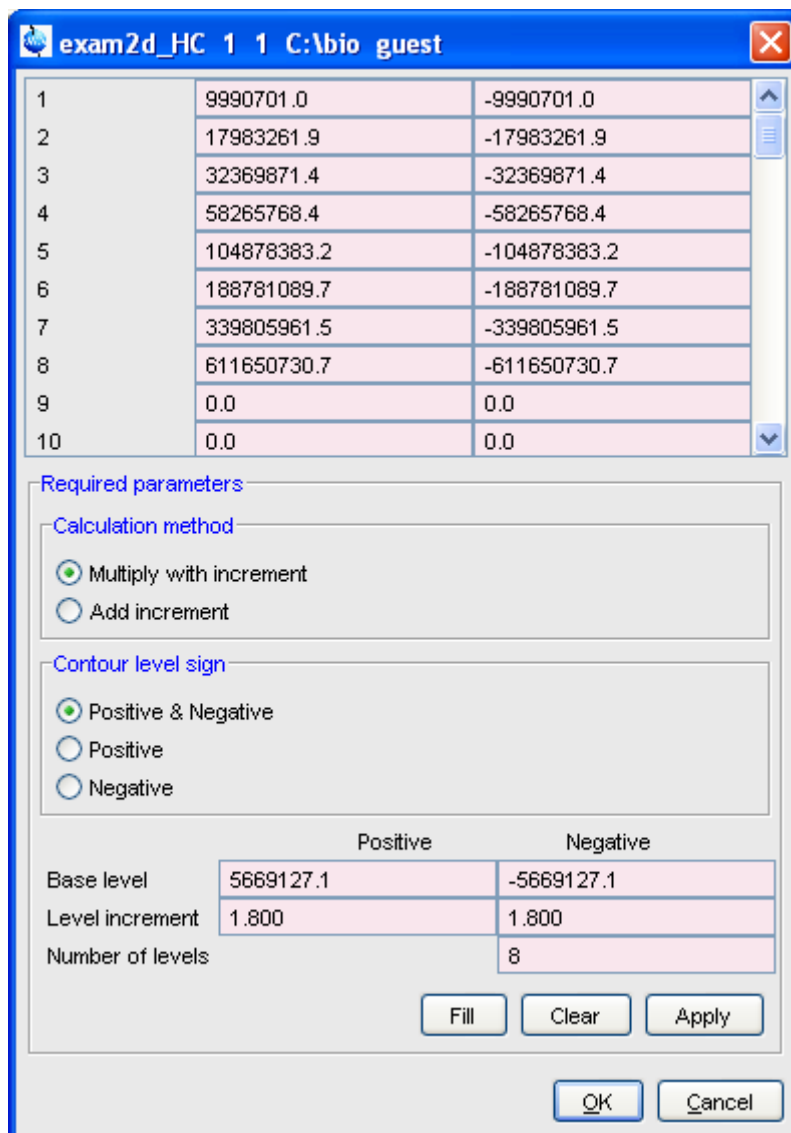 exam2d_HC 1 1 C:\bio guest
1 9990701.0 -9990701.0
2 17983261.9 -17983261.9
3 32369871.4 -32369871.4
4 58265768.4 -58265768.4
5 104878383.2 -104878383.2
6 188781089.7 -188781089.7
7 339805961.5 -339805961.5
8 611650730.7 -611650730.7
9 0.0 0.0
10 0.0 0.0
Required parameters
Calculation method
Multiply with increment
Add increment
Contour level sign
Positive & Negative
Positive
Negative
Positive Negative
Base level 5669127.1 -5669127.1
Level increment 1.800 1.800
Number of levels 8
Fill Clear Apply
OK Cancel